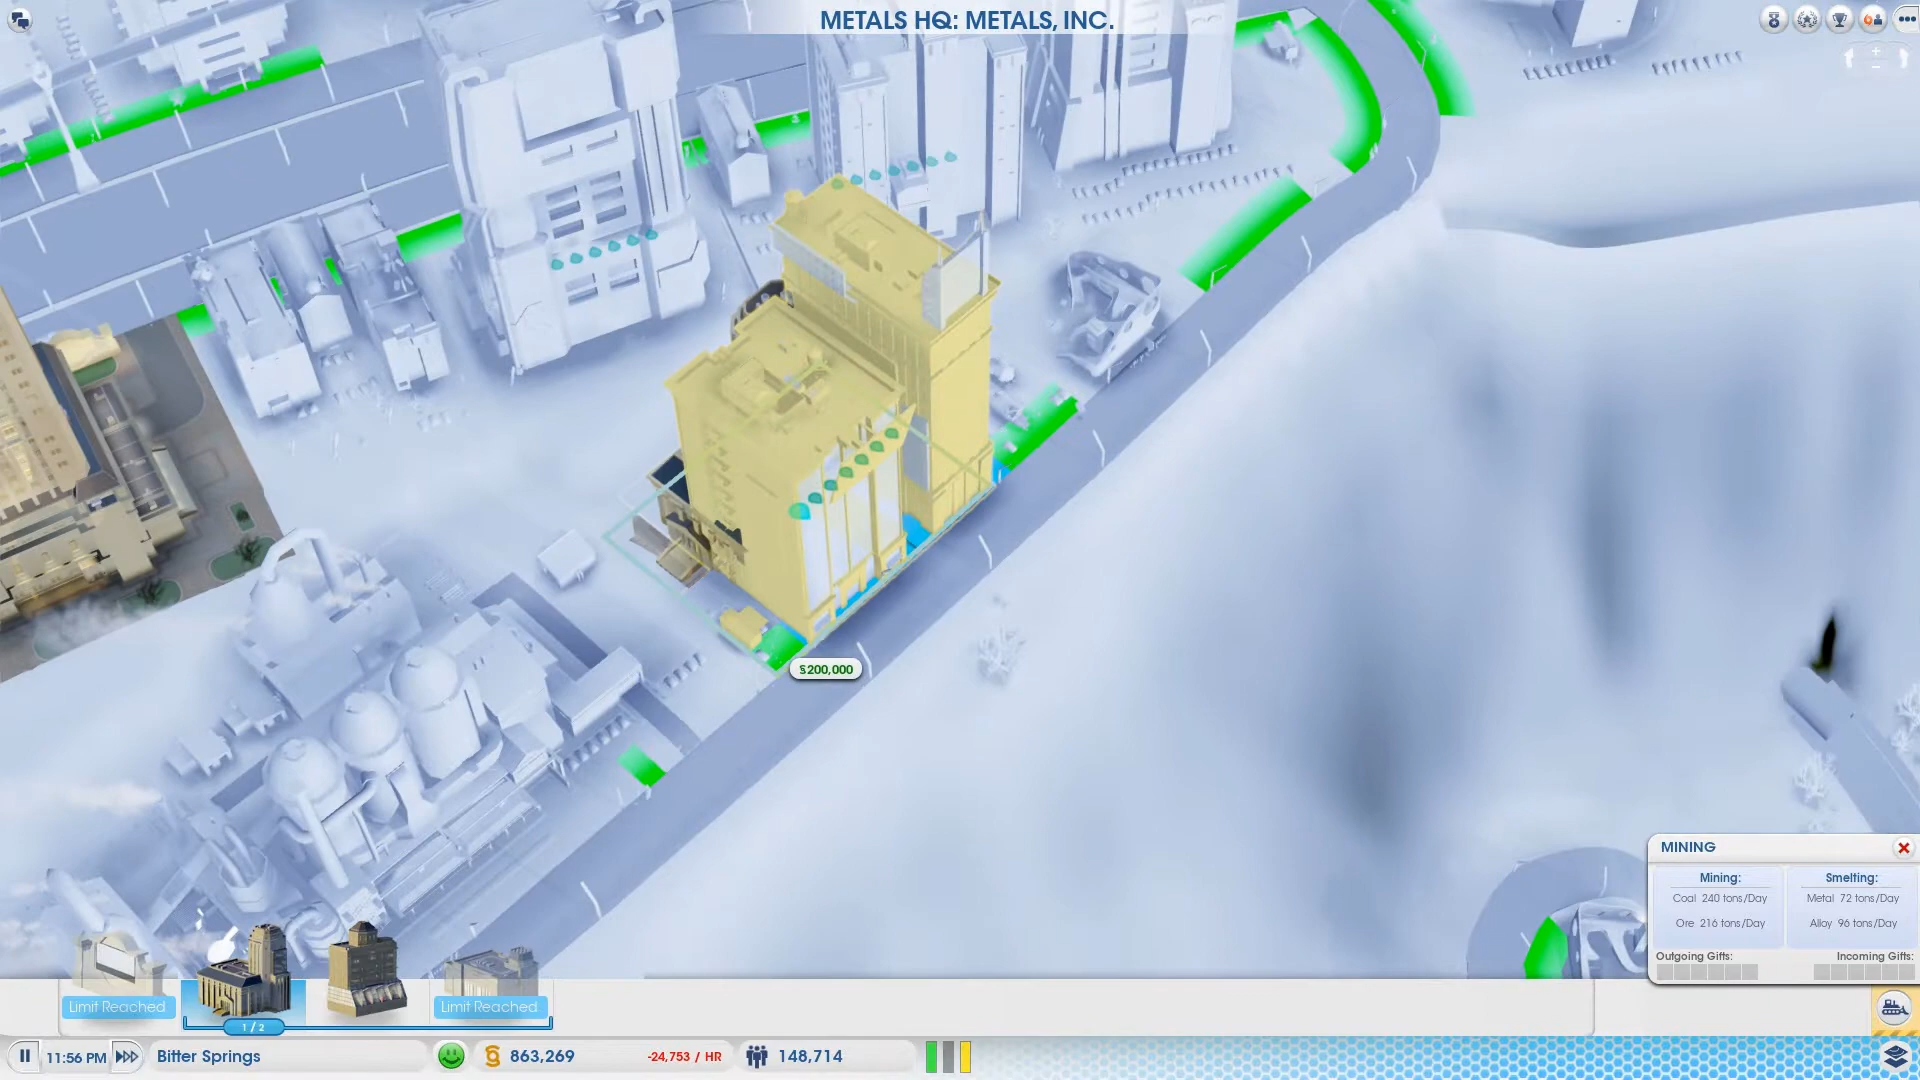 METALS HQ: METALS, INC.
§200,000
MINING
Mining:
Coal 240 tons/Day
Ore 216 tons/Day
Smelting:
Metal 72 tons/Day
Alloy 96 tons/Day
Outgoing Gifts:
Incoming Gifts:
Limit Reached
Limit Reached
1 / 2
11:56 PM
Bitter Springs
863,269
-24,753 / HR
148,714